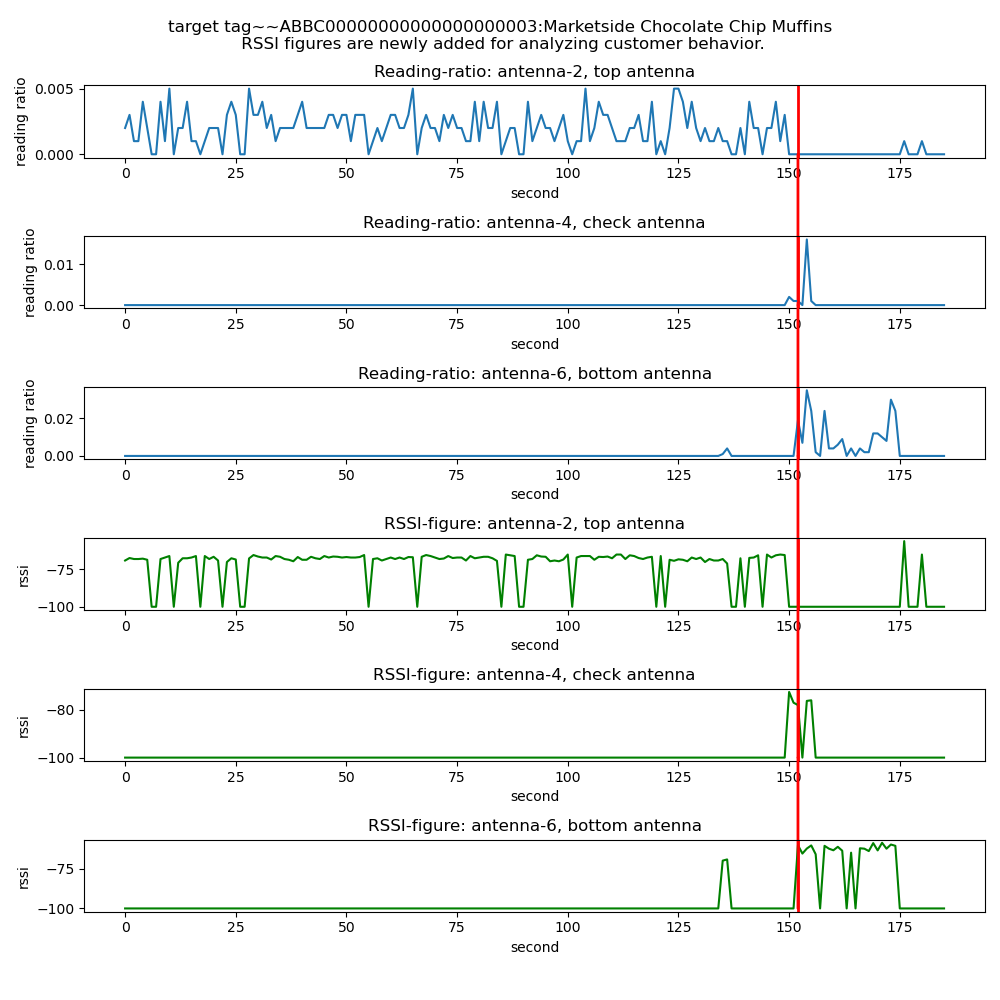 target tag~~ABBC00000000000000000003:Marketside Chocolate Chip Muffins
RSSI figures are newly added for analyzing customer behavior.
Reading-ratio: antenna-2, top antenna
reading ratio
0.005
0.000
0 25 50 75 100 125 150 175
second
Reading-ratio: antenna-4, check antenna
reading ratio
0.01
0.00
0 25 50 75 100 125 150 175
second
Reading-ratio: antenna-6, bottom antenna
reading ratio
0.02
0.00
0 25 50 75 100 125 150 175
second
RSSI-figure: antenna-2, top antenna
rssi
−75
−100
0 25 50 75 100 125 150 175
second
RSSI-figure: antenna-4, check antenna
rssi
−80
−100
0 25 50 75 100 125 150 175
second
RSSI-figure: antenna-6, bottom antenna
rssi
−75
−100
0 25 50 75 100 125 150 175
second